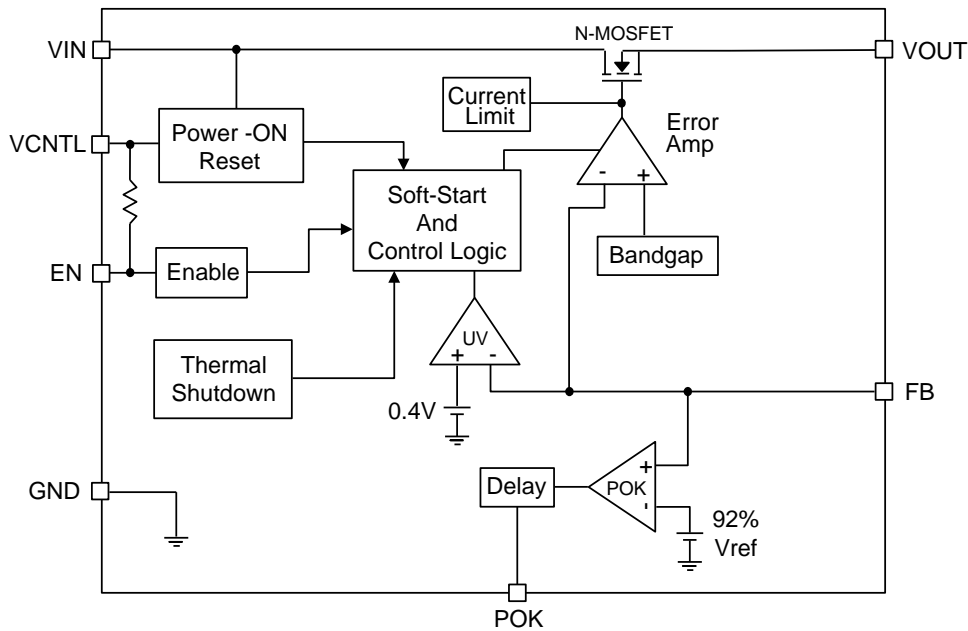 N-MOSFET
VIN
VOUT
Current
Limit
Error
Amp
Power -ON
Reset
VCNTL
Soft-Start
And
Control Logic
- +
Bandgap
EN
Enable
UV
+ -
Thermal
Shutdown
0.4V
FB
GND
Delay
+
POK
-
92%
Vref
POK